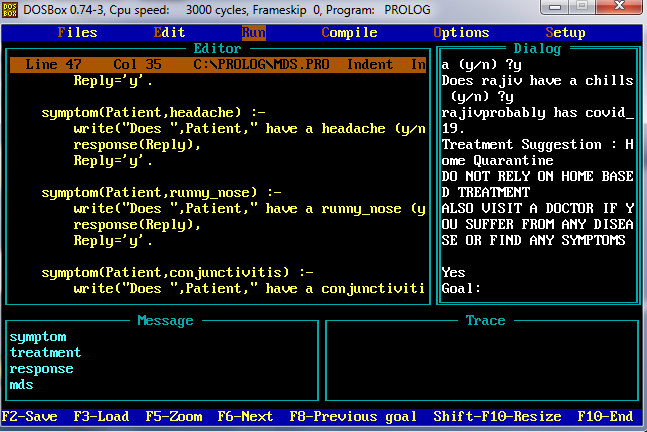 DOSBox 0.74-3, Cpu speed: 3000 cycles, Frameskip 0, Program: PROLOG
Files Edit Run Compile Options Setup
Editor
Line 47 Col 35 C:\PROLOG\MDS.PRO Indent In
Reply='y'.
symptom(Patient,headache) :-
write("Does ",Patient," have a headache (y/n
response(Reply),
Reply='y'.
symptom(Patient,runny_nose) :-
write("Does ",Patient," have a runny_nose (y
response(Reply),
Reply='y'.
symptom(Patient,conjunctivitis) :-
write("Does ",Patient," have a conjunctiviti
Dialog
a (y/n) ?y
Does rajiv have a chills
(y/n) ?y
rajivprobably has covid_
19.
Treatment Suggestion : H
ome Quarantine
DO NOT RELY ON HOME BASE
D TREATMENT
ALSO VISIT A DOCTOR IF Y
OU SUFFER FROM ANY DISEA
SE OR FIND ANY SYMPTOMS
Yes
Goal:
Message
symptom
treatment
response
mds
Trace
F2-Save F3-Load F5-Zoom F6-Next F8-Previous goal Shift-F10-Resize F10-End